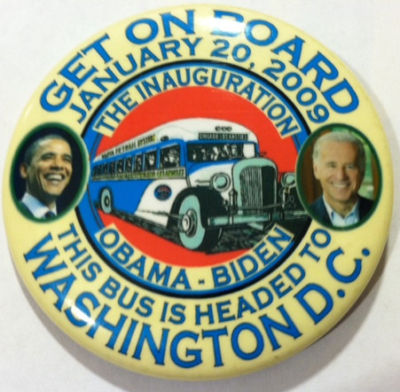 GET ON BOARD
JANUARY 20, 2009
THE INAUGURATION
OBAMA - BIDEN
THIS BUS IS HEADED TO
WASHINGTON D.C.